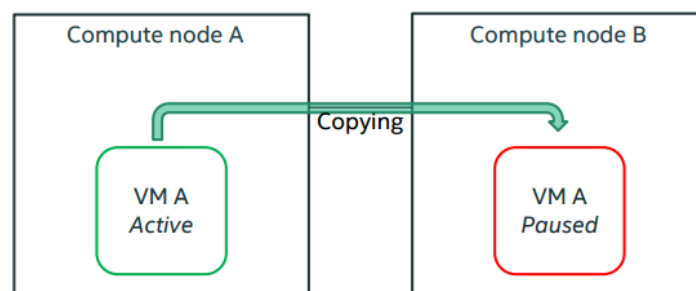 Compute node A
Compute node B
Copying
VM A
Active
VM A
Paused